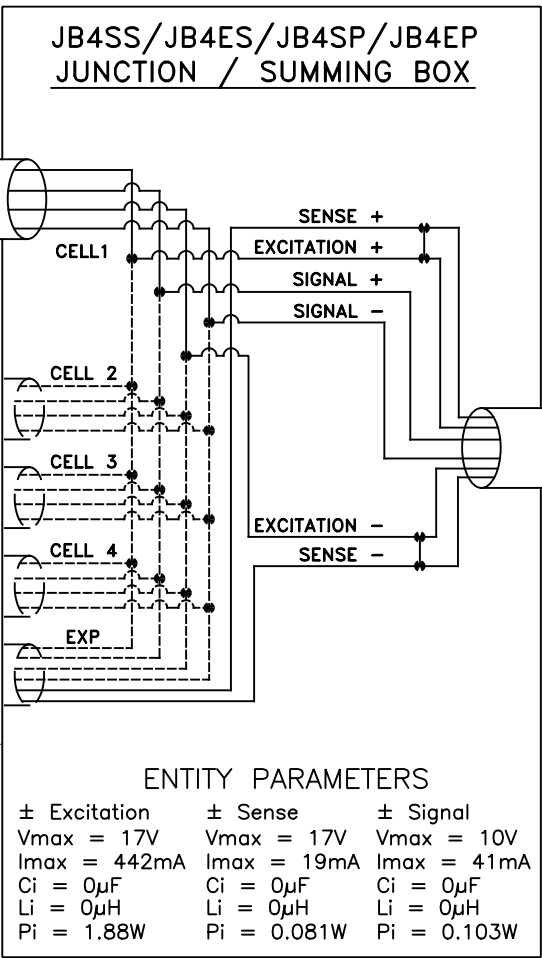 JB4SS/JB4ES/JB4SP/JB4EP
JUNCTION / SUMMING BOX
SENSE +
CELL1
EXCITATION +
SIGNAL +
SIGNAL -
CELL 2
CELL 3
EXCITATION -
CELL 4
SENSE -
EXP
ENTITY PARAMETERS
± Excitation
Vmax = 17V
Imax = 442mA
Ci = 0µF
Li = 0µH
Pi = 1.88W
± Sense
Vmax = 17V
Imax = 19mA
Ci = 0µF
Li = 0µH
Pi = 0.081W
± Signal
Vmax = 10V
Imax = 41mA
Ci = 0µF
Li = 0µH
Pi = 0.103W